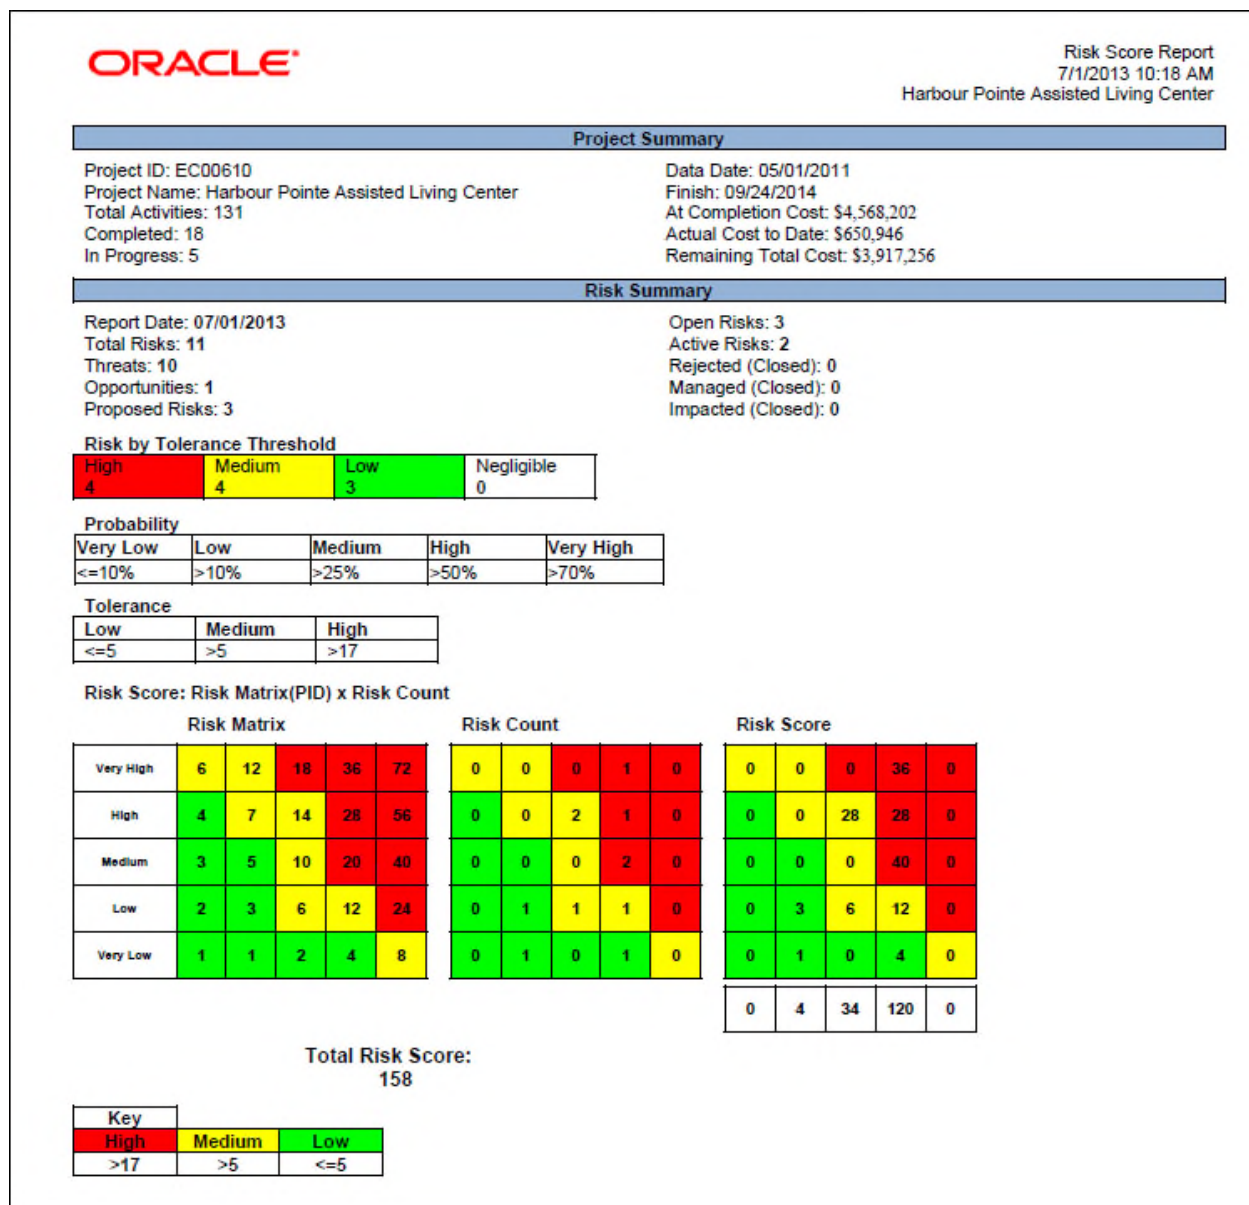 ORACLE
Risk Score Report
7/1/2013 10:18 AM
Harbour Pointe Assisted Living Center
Project Summary
Project ID: EC00610
Project Name: Harbour Pointe Assisted Living Center
Total Activities: 131
Completed: 18
In Progress: 5
Data Date: 05/01/2011
Finish: 09/24/2014
At Completion Cost: $4,568,202
Actual Cost to Date: $650,946
Remaining Total Cost: $3,917,256
Risk Summary
Report Date: 07/01/2013
Total Risks: 11
Threats: 10
Opportunities: 1
Proposed Risks: 3
Open Risks: 3
Active Risks: 2
Rejected (Closed): 0
Managed (Closed): 0
Impacted (Closed): 0
Risk by Tolerance Threshold
High Medium Low Negligible
4 4 3 0
Probability
Very Low Low Medium High Very High
<=10% >10% >25% >50% >70%
Tolerance
Low Medium High
<=5 >5 >17
Risk Score: Risk Matrix(PID) x Risk Count
Risk Matrix Risk Count Risk Score
Very High 6 12 18 36 72 0 0 0 1 0 0 0 0 36 0
High 4 7 14 28 56 0 0 2 1 0 0 0 28 28 0
Medium 3 5 10 20 40 0 0 0 2 0 0 0 0 40 0
Low 2 3 6 12 24 0 1 1 1 0 0 3 6 12 0
Very Low 1 1 2 4 8 0 1 0 1 0 0 1 0 4 0
0 4 34 120 0
Total Risk Score:
158
Key
High Medium Low
>17 >5 <=5